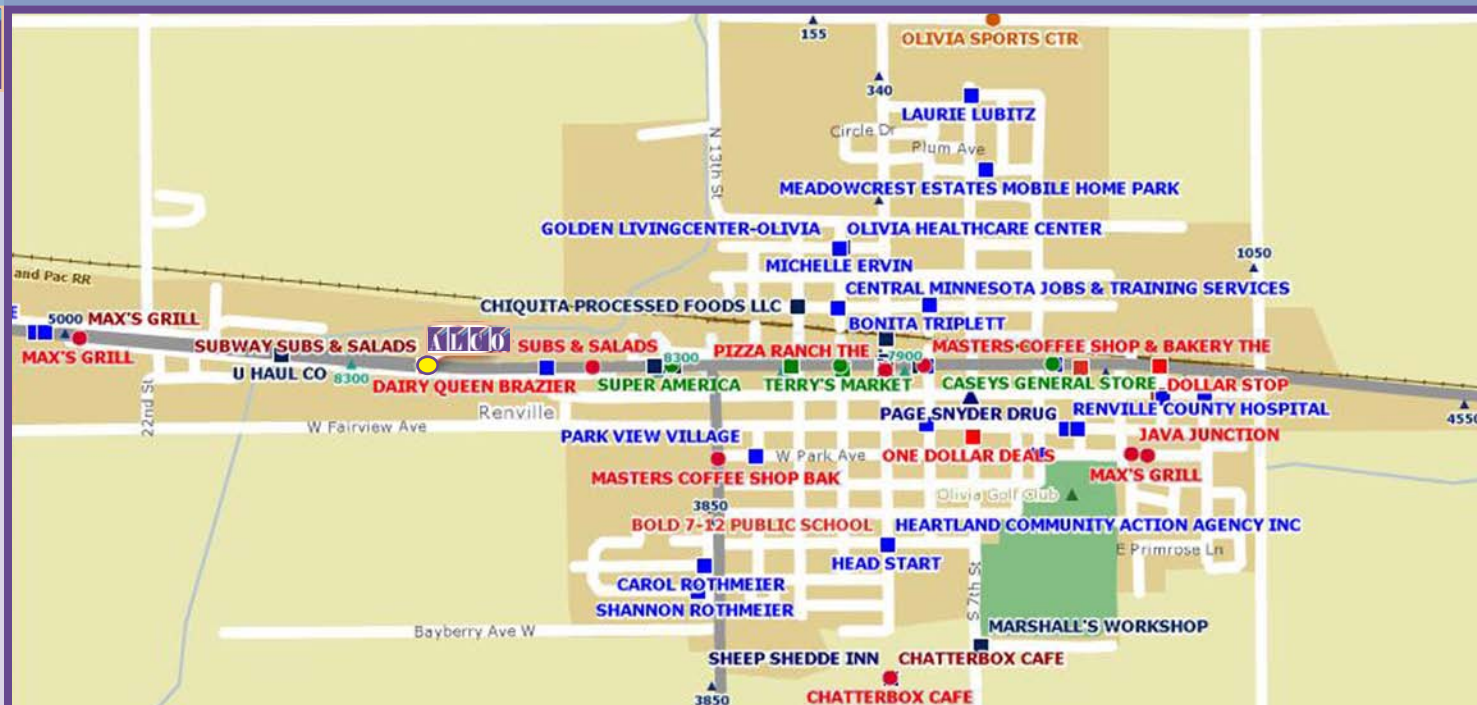 155
OLIVIA SPORTS CTR
340
LAURIE LUBITZ
Circle Dr
Plum Ave
N 13th St
MEADOWCREST ESTATES MOBILE HOME PARK
GOLDEN LIVINGCENTER-OLIVIA
OLIVIA HEALTHCARE CENTER
MICHELLE ERVIN
1050
and Pac RR
CENTRAL MINNESOTA JOBS & TRAINING SERVICES
CHIQUITA PROCESSED FOODS LLC
BONITA TRIPLETT
E
5000
MAX'S GRILL
MAX'S GRILL
SUBWAY SUBS & SALADS
ALCO
SUBS & SALADS
8300
PIZZA RANCH THE
7900
MASTERS COFFEE SHOP & BAKERY THE
U HAUL CO
8300
DAIRY QUEEN BRAZIER
SUPER AMERICA
TERRY'S MARKET
CASEYS GENERAL STORE
DOLLAR STOP
22nd St
Renville
PAGE SNYDER DRUG
RENVILLE COUNTY HOSPITAL
4550
W Fairview Ave
PARK VIEW VILLAGE
JAVA JUNCTION
W Park Ave
ONE DOLLAR DEALS
MASTERS COFFEE SHOP BAK
MAX'S GRILL
Olivia Golf Club
3850
BOLD 7-12 PUBLIC SCHOOL
HEARTLAND COMMUNITY ACTION AGENCY INC
E Primrose Ln
HEAD START
CAROL ROTHMEIER
S 7th St
SHANNON ROTHMEIER
Bayberry Ave W
MARSHALL'S WORKSHOP
SHEEP SHEDDE INN
CHATTERBOX CAFE
3850
CHATTERBOX CAFE